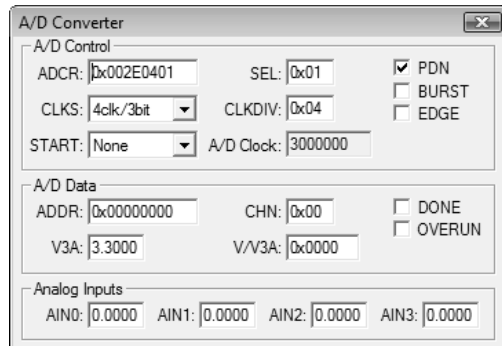 A/D Converter
A/D Control
ADCR: 0x002E0401 SEL: 0x01 PDN
BURST
CLKS: 4clk/3bit CLKDIV: 0x04 EDGE
START: None A/D Clock: 3000000
A/D Data
ADDR: 0x00000000 CHN: 0x00 DONE
OVERUN
V3A: 3.3000 V/V3A: 0x0000
Analog Inputs
AIN0: 0.0000 AIN1: 0.0000 AIN2: 0.0000 AIN3: 0.0000